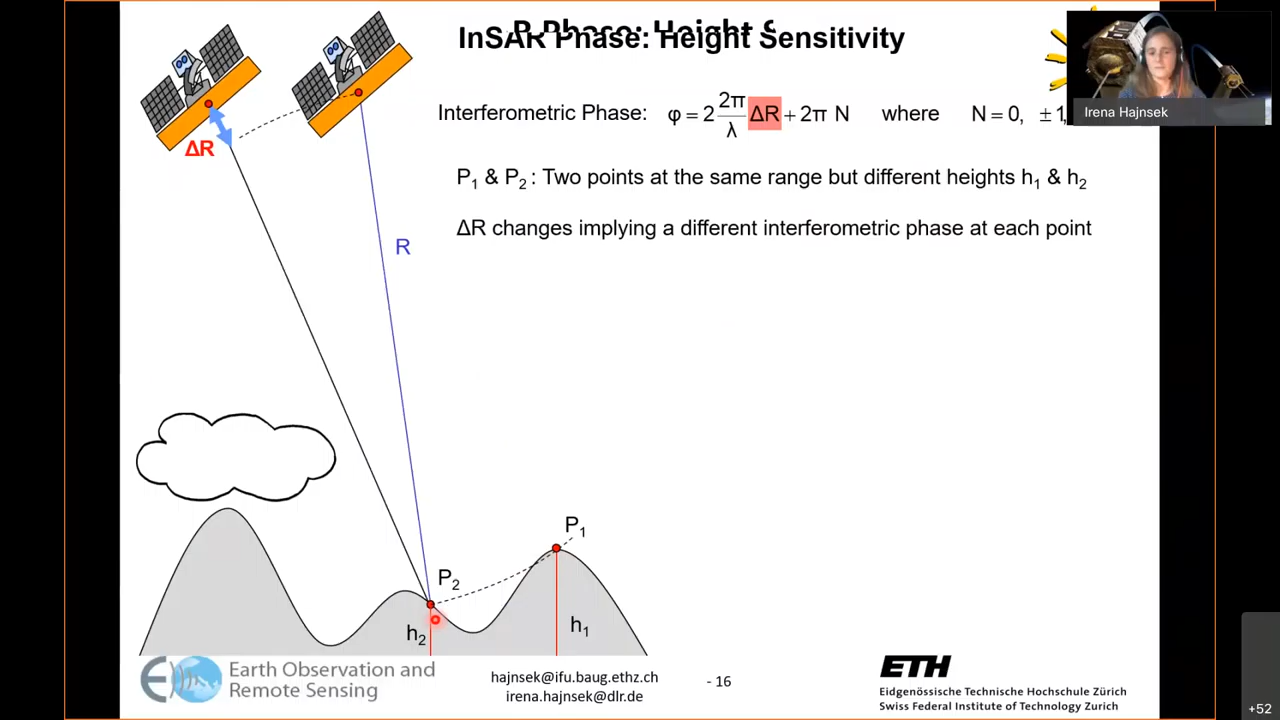 InSAR Phase: Height Sensitivity
Irena Hajnsek
Interferometric Phase: φ = 2 2π/λ ΔR + 2π N where N = 0, ± 1,
ΔR
P₁ & P₂ : Two points at the same range but different heights h₁ & h₂
ΔR changes implying a different interferometric phase at each point
R
P₁
P₂
h₂
h₁
Earth Observation and
Remote Sensing
hajnsek@ifu.baug.ethz.ch
irena.hajnsek@dlr.de
- 16
ETH
Eidgenössische Technische Hochschule Zürich
Swiss Federal Institute of Technology Zurich
+52